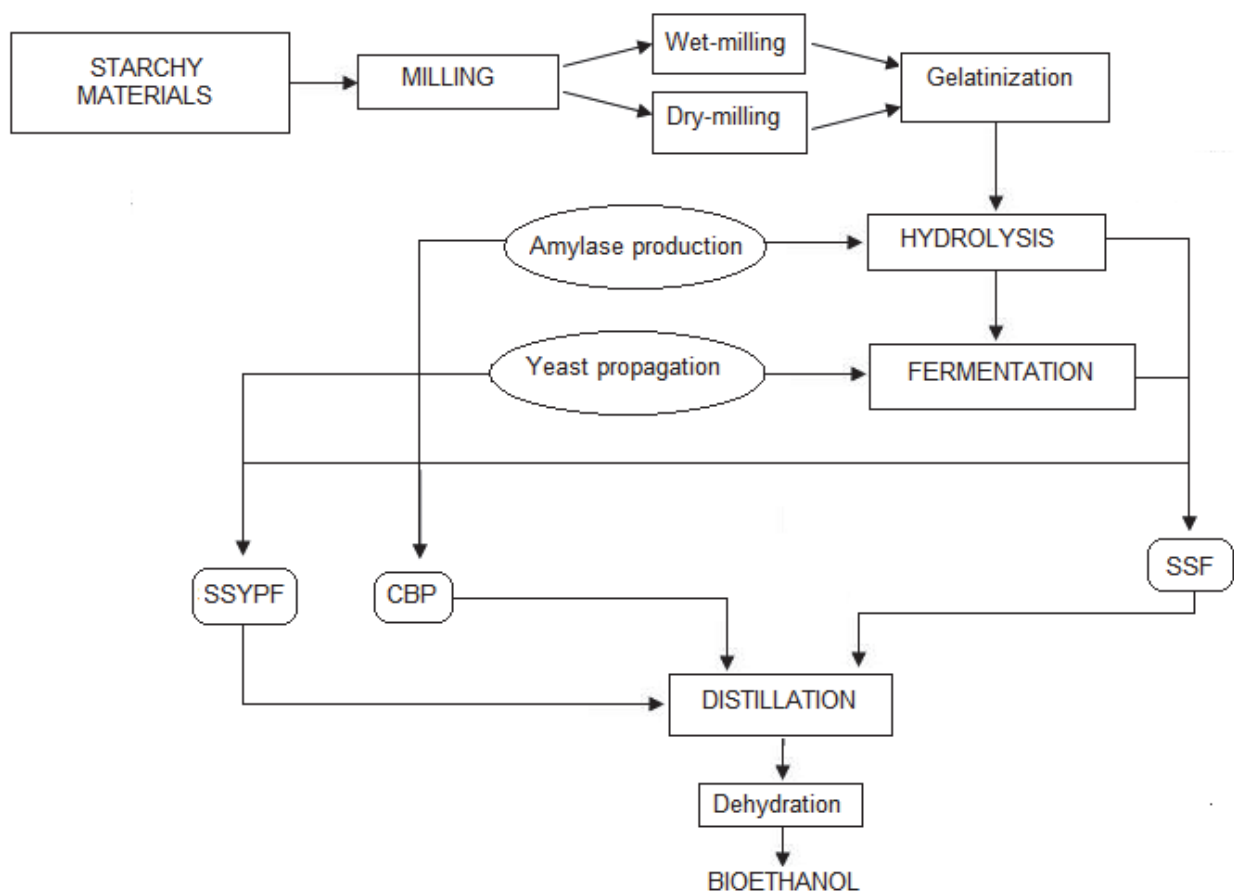 STARCHY
MATERIALS
MILLING
Wet-milling
Dry-milling
Gelatinization
Amylase production
HYDROLYSIS
Yeast propagation
FERMENTATION
SSYPF
CBP
SSF
DISTILLATION
Dehydration
BIOETHANOL